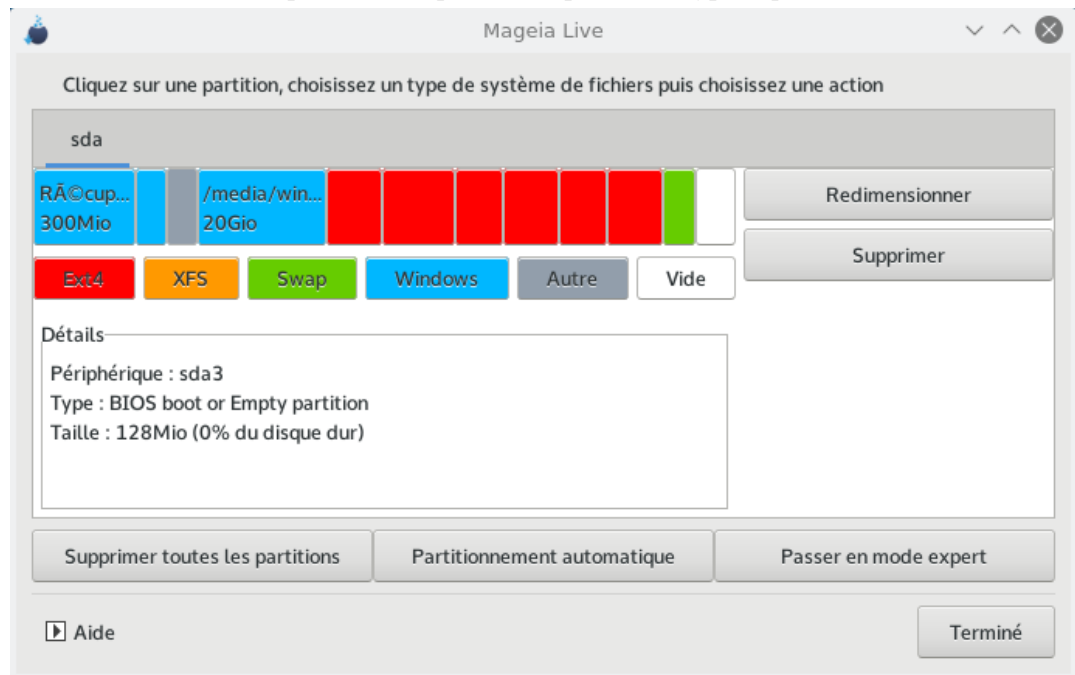 Mageia Live
Cliquez sur une partition, choisissez un type de système de fichiers puis choisissez une action
sda
RÃ©cup...
300Mio
/media/win...
20Gio
Redimensionner
Supprimer
Ext4
XFS
Swap
Windows
Autre
Vide
Détails
Périphérique : sda3
Type : BIOS boot or Empty partition
Taille : 128Mio (0% du disque dur)
Supprimer toutes les partitions
Partitionnement automatique
Passer en mode expert
Aide
Terminé